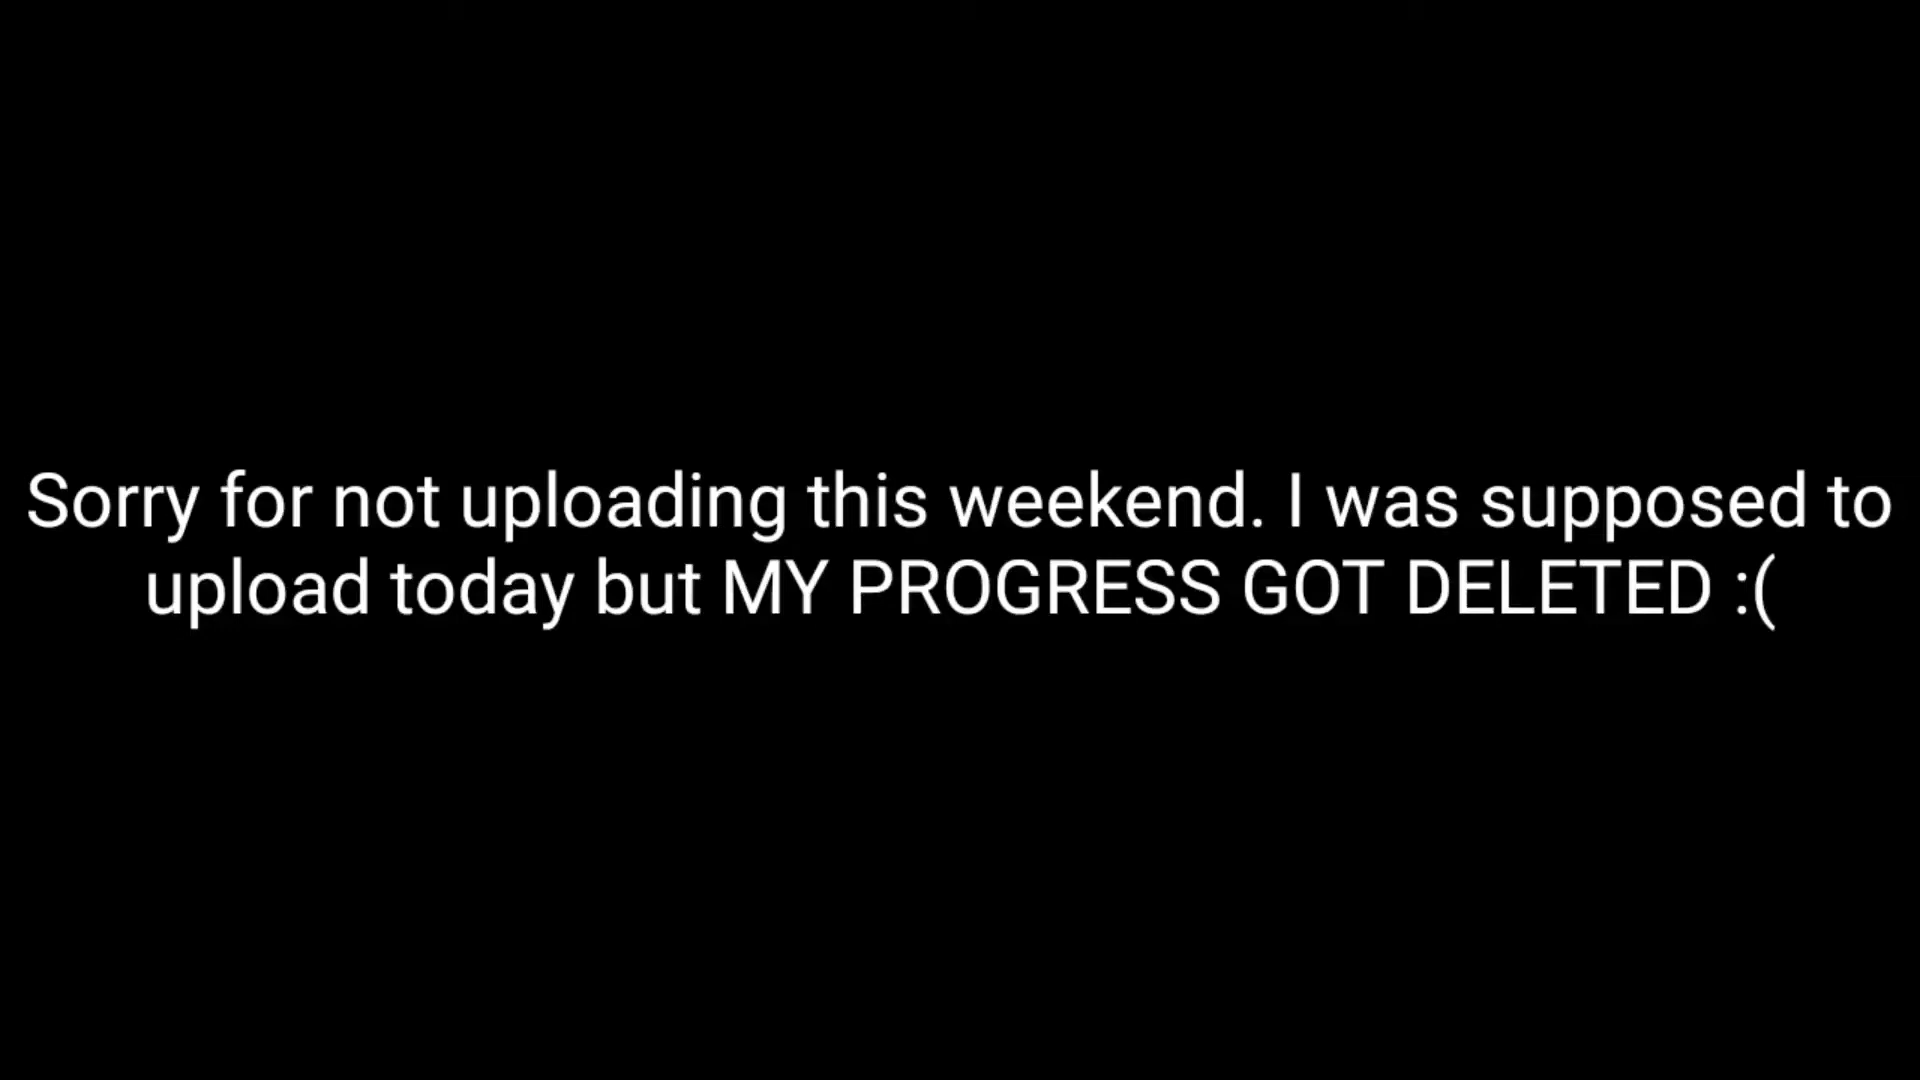 Sorry for not uploading this weekend. I was supposed to
upload today but MY PROGRESS GOT DELETED :(